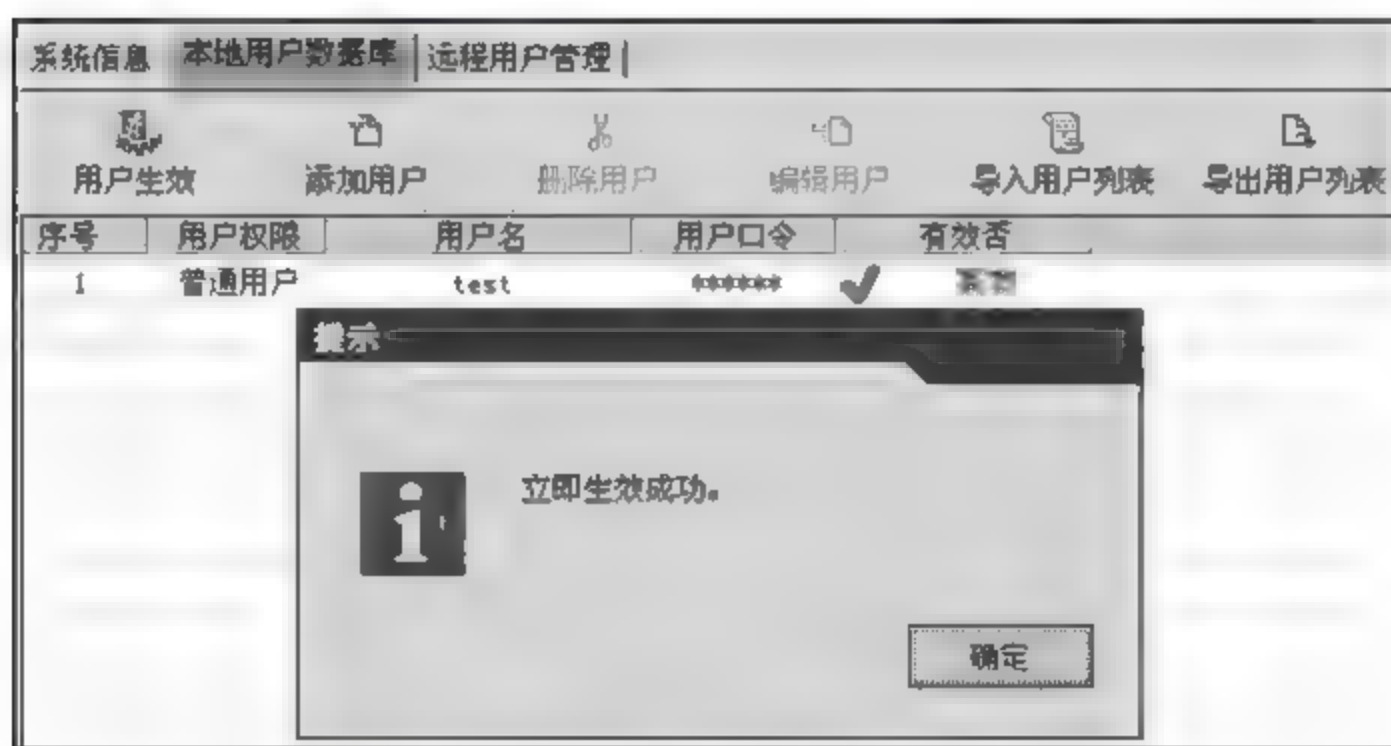 系统信息 本地用户数据库 远程用户管理
用户生效 添加用户 删除用户 编辑用户 导入用户列表 导出用户列表
序号 用户权限 用户名 用户口令 有效否
1 普通用户 test ******
提示
立即生效成功。
确定